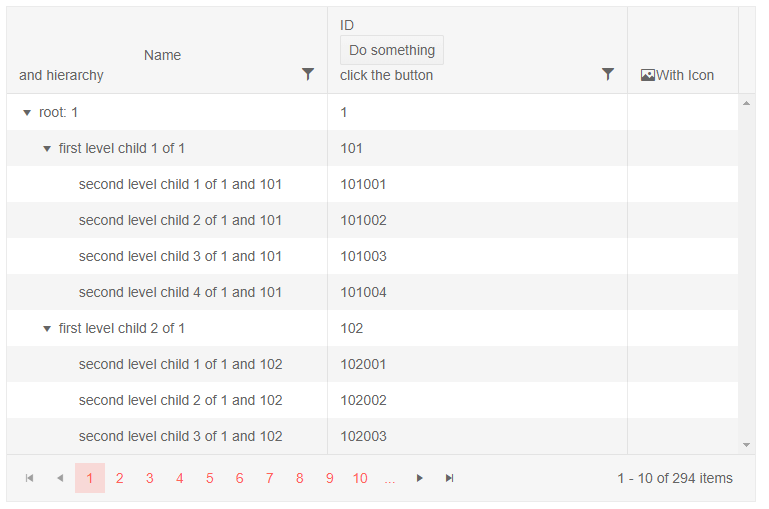 Name
and hierarchy
ID
Do something
click the button
With Icon
root: 1 1
first level child 1 of 1 101
second level child 1 of 1 and 101 101001
second level child 2 of 1 and 101 101002
second level child 3 of 1 and 101 101003
second level child 4 of 1 and 101 101004
first level child 2 of 1 102
second level child 1 of 1 and 102 102001
second level child 2 of 1 and 102 102002
second level child 3 of 1 and 102 102003
1 2 3 4 5 6 7 8 9 10 ... 1 - 10 of 294 items